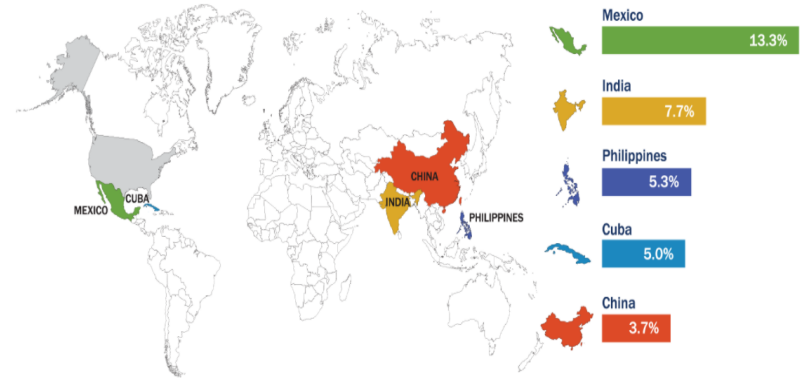 CHINA
INDIA
CUBA
MEXICO
PHILIPPINES
Mexico
13.3%
India
7.7%
Philippines
5.3%
Cuba
5.0%
China
3.7%